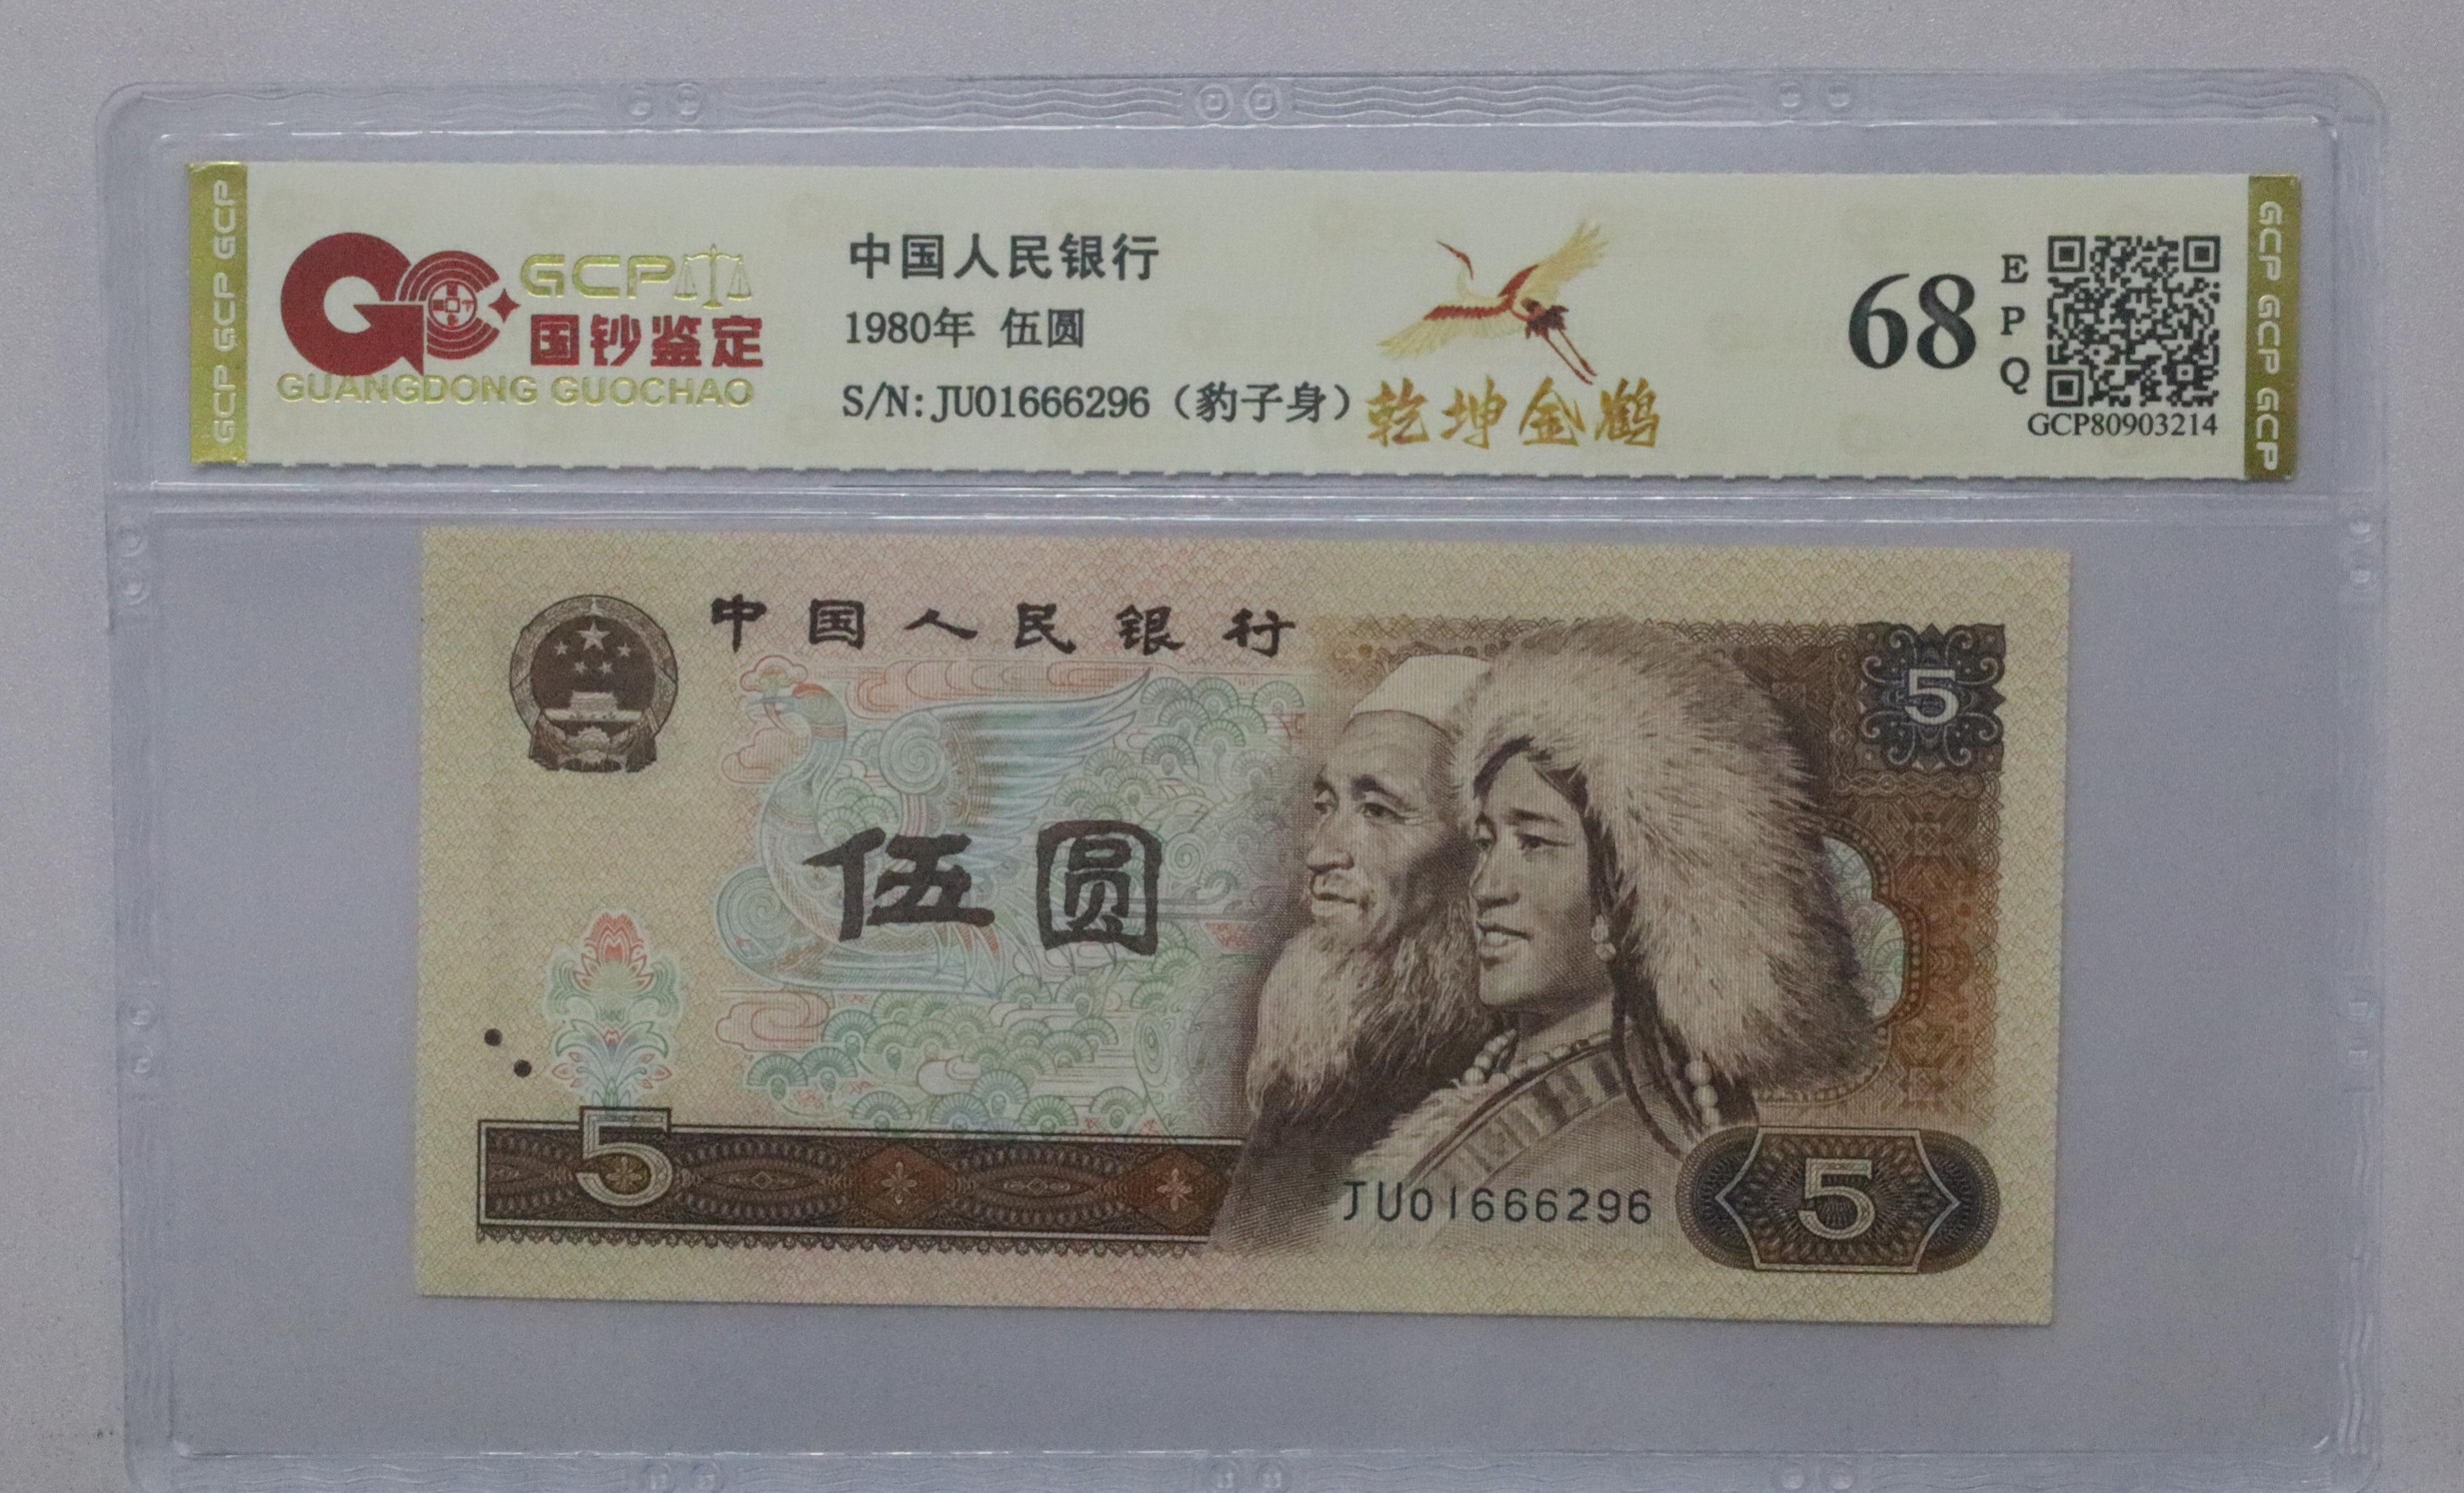 GCP GCP GCP
GCP
国钞鉴定
GUANGDONG GUOCHAO
中国人民银行
1980年 伍圆
S/N:JU01666296（豹子身）
乾坤金鹤
68
EPQ
GCP80903214
GCP GCP GCP
中国人民银行
5
伍圆
5
JU01666296
5